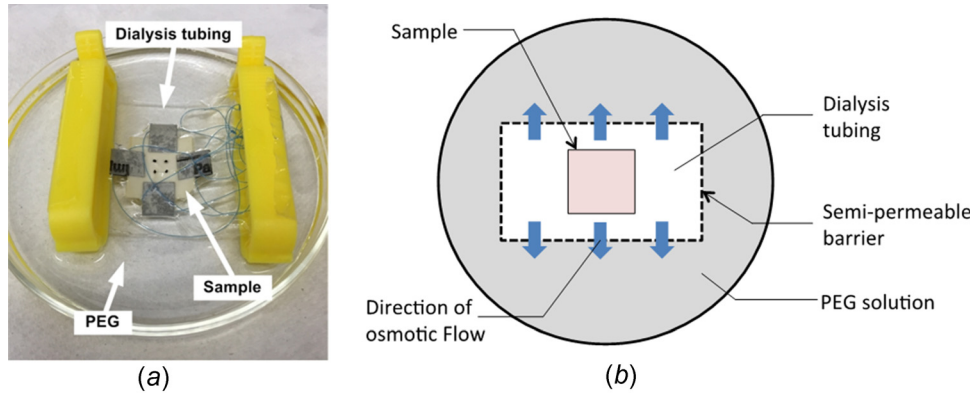 Dialysis tubing
Sample
PEG
(a)
Sample
Dialysis
tubing
Semi-permeable
barrier
PEG solution
Direction of
osmotic Flow
(b)